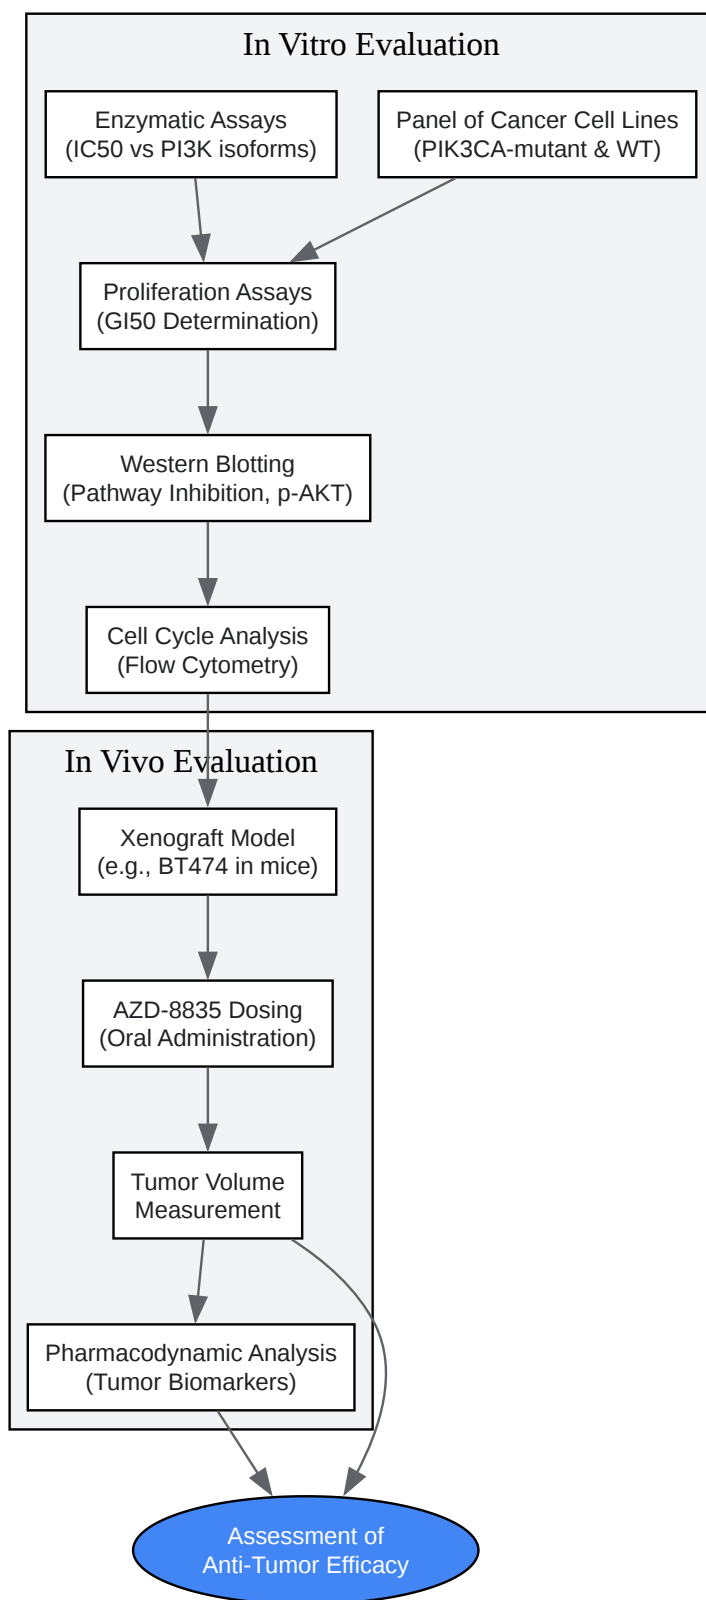 In Vitro Evaluation
Enzymatic Assays
(IC50 vs PI3K isoforms)
Panel of Cancer Cell Lines
(PIK3CA-mutant & WT)
Proliferation Assays
(GI50 Determination)
Western Blotting
(Pathway Inhibition, p-AKT)
Cell Cycle Analysis
(Flow Cytometry)
In Vivo Evaluation
Xenograft Model
(e.g., BT474 in mice)
AZD-8835 Dosing
(Oral Administration)
Tumor Volume
Measurement
Pharmacodynamic Analysis
(Tumor Biomarkers)
Assessment of
Anti-Tumor Efficacy